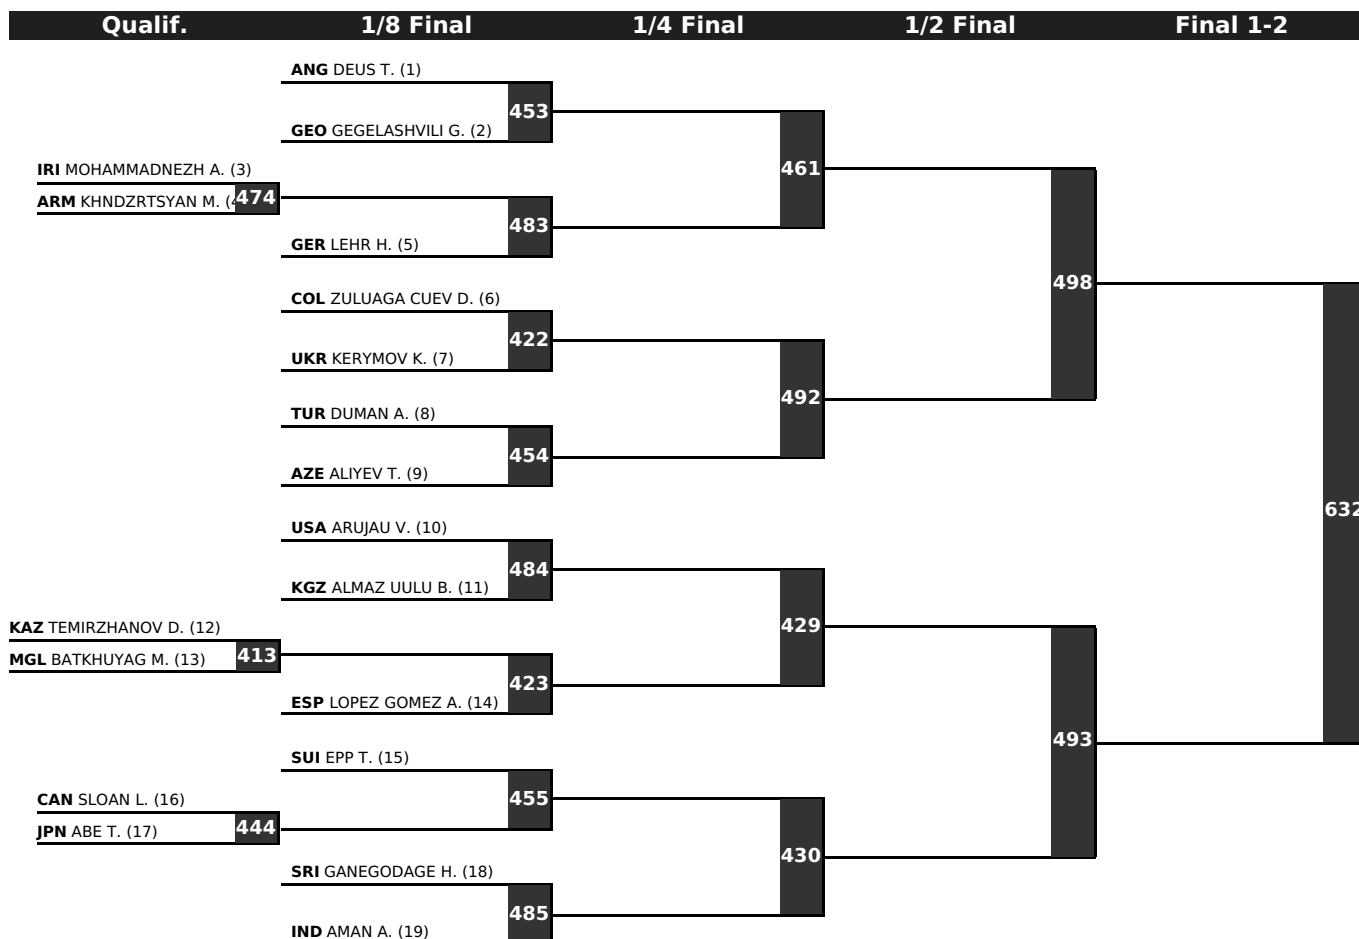 Qualif. 1/8 Final 1/4 Final 1/2 Final Final 1-2
ANG DEUS T. (1)
453
GEO GEGELASHVILI G. (2)
IRI MOHAMMADNEZH A. (3)
461
ARM KHNDZRTSYAN M. 474
483
GER LEHR H. (5)
498
COL ZULUAGA CUEV D. (6)
422
UKR KERYMOV K. (7)
492
TUR DUMAN A. (8)
454
AZE ALIYEV T. (9)
632
USA ARUJAU V. (10)
484
KGZ ALMAZ UULU B. (11)
429
KAZ TEMIRZHANOV D. (12)
MGL BATKHUYAG M. (13) 413
423
ESP LOPEZ GOMEZ A. (14)
493
SUI EPP T. (15)
455
CAN SLOAN L. (16)
444
JPN ABE T. (17)
430
SRI GANEGODAGE H. (18)
485
IND AMAN A. (19)